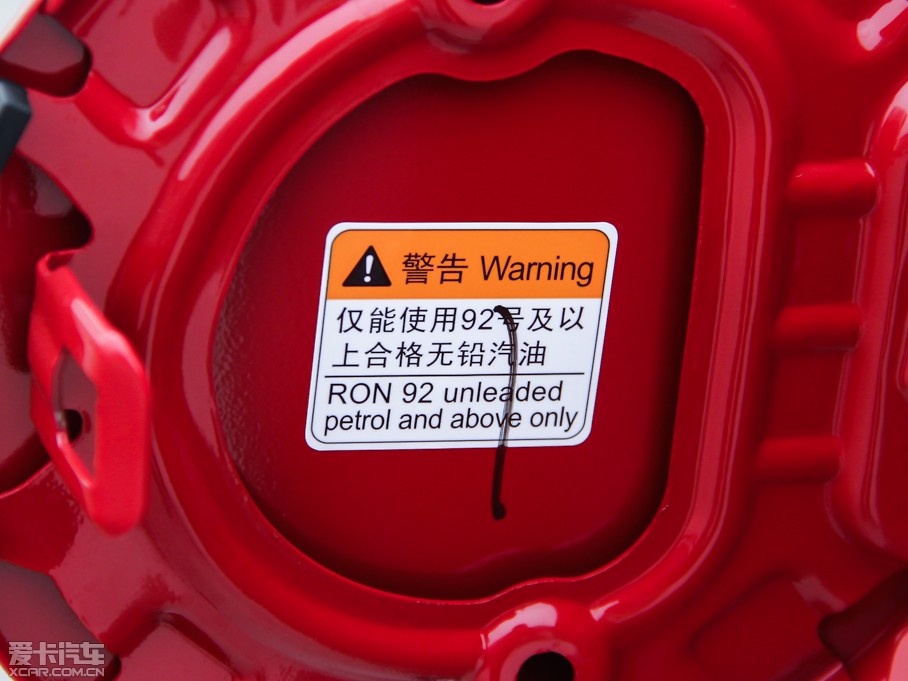 警告 Warning
仅能使用92号及以
上合格无铅汽油
RON 92 unleaded
petrol and above only
爱卡汽车
XCAR.COM.CN